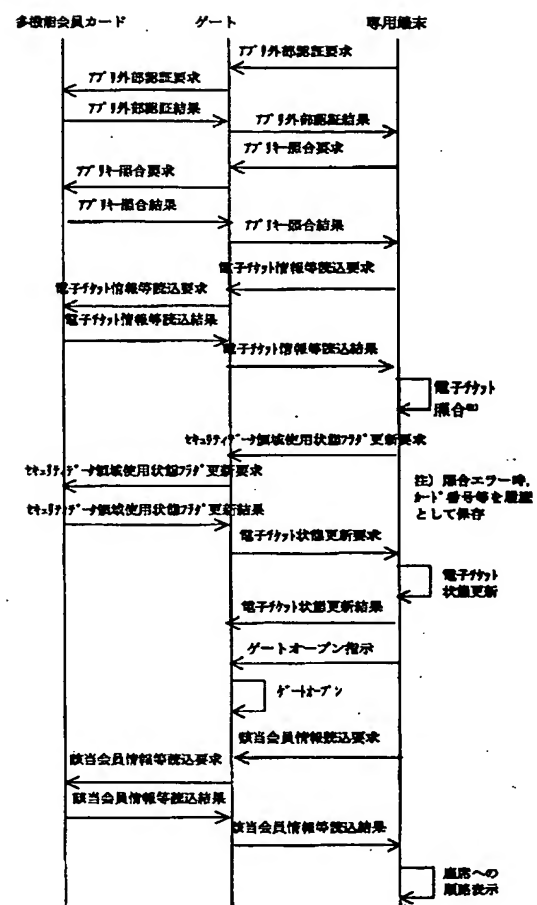 多機能会員カード ゲート 専用端末
アプリ外部認証要求
アプリ外部認証要求
アプリ外部認証結果
アプリ外部認証結果
アプリキー照合要求
アプリキー照合要求
アプリキー照合結果
アプリキー照合結果
電子チケット情報等読込要求
電子チケット情報等読込要求
電子チケット情報等読込結果
電子チケット情報等読込結果
電子チケット
照合
セキュリティデータ領域使用状態フラグ更新要求
セキュリティデータ領域使用状態フラグ更新要求
注) 照合エラー時、
カード番号等を履歴
として保存
セキュリティデータ領域使用状態フラグ更新結果
電子チケット状態更新要求
電子チケット
状態更新
電子チケット状態更新結果
ゲートオープン指示
ゲートオープン
該当会員情報読込要求
該当会員情報等読込要求
該当会員情報等読込結果
該当会員情報等読込結果
座席への
順路表示